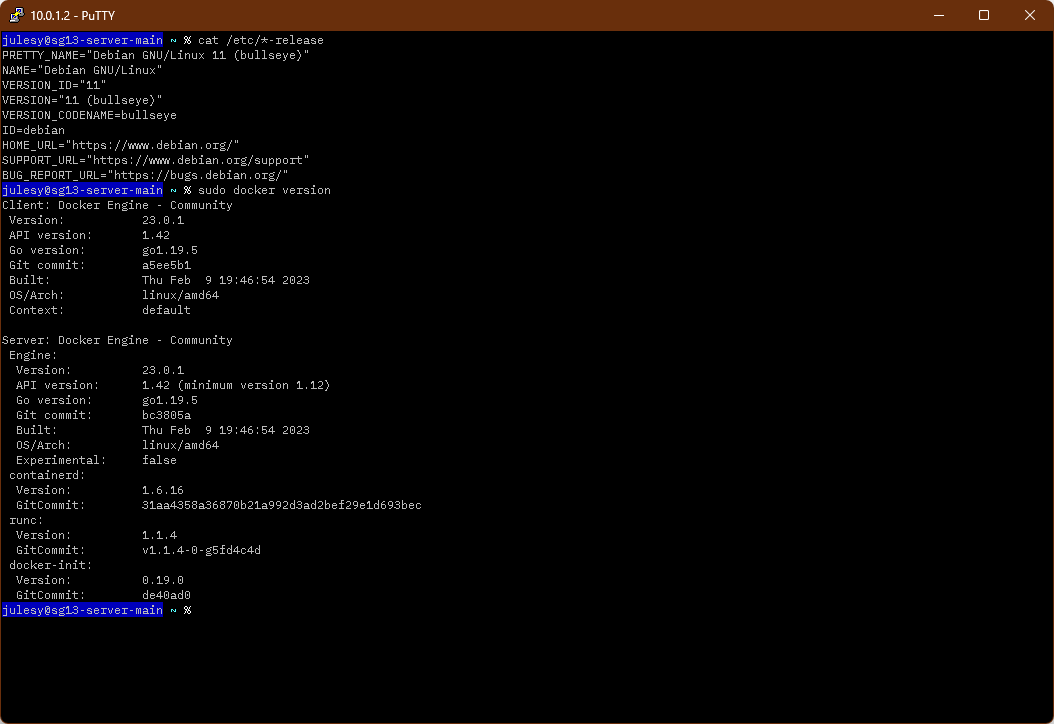 10.0.1.2 - PuTTY
julesy@sg13-server-main ~ % cat /etc/*-release
PRETTY_NAME="Debian GNU/Linux 11 (bullseye)"
NAME="Debian GNU/Linux"
VERSION_ID="11"
VERSION="11 (bullseye)"
VERSION_CODENAME=bullseye
ID=debian
HOME_URL="https://www.debian.org/"
SUPPORT_URL="https://www.debian.org/support"
BUG_REPORT_URL="https://bugs.debian.org/"
julesy@sg13-server-main ~ % sudo docker version
Client: Docker Engine - Community
 Version:           23.0.1
 API version:       1.42
 Go version:        go1.19.5
 Git commit:        a5ee5b1
 Built:             Thu Feb  9 19:46:54 2023
 OS/Arch:           linux/amd64
 Context:           default

Server: Docker Engine - Community
 Engine:
  Version:          23.0.1
  API version:      1.42 (minimum version 1.12)
  Go version:       go1.19.5
  Git commit:       bc3805a
  Built:            Thu Feb  9 19:46:54 2023
  OS/Arch:          linux/amd64
  Experimental:     false
 containerd:
  Version:          1.6.16
  GitCommit:        31aa4358a36870b21a992d3ad2bef29e1d693bec
 runc:
  Version:          1.1.4
  GitCommit:        v1.1.4-0-g5fd4c4d
 docker-init:
  Version:          0.19.0
  GitCommit:        de40ad0
julesy@sg13-server-main ~ %